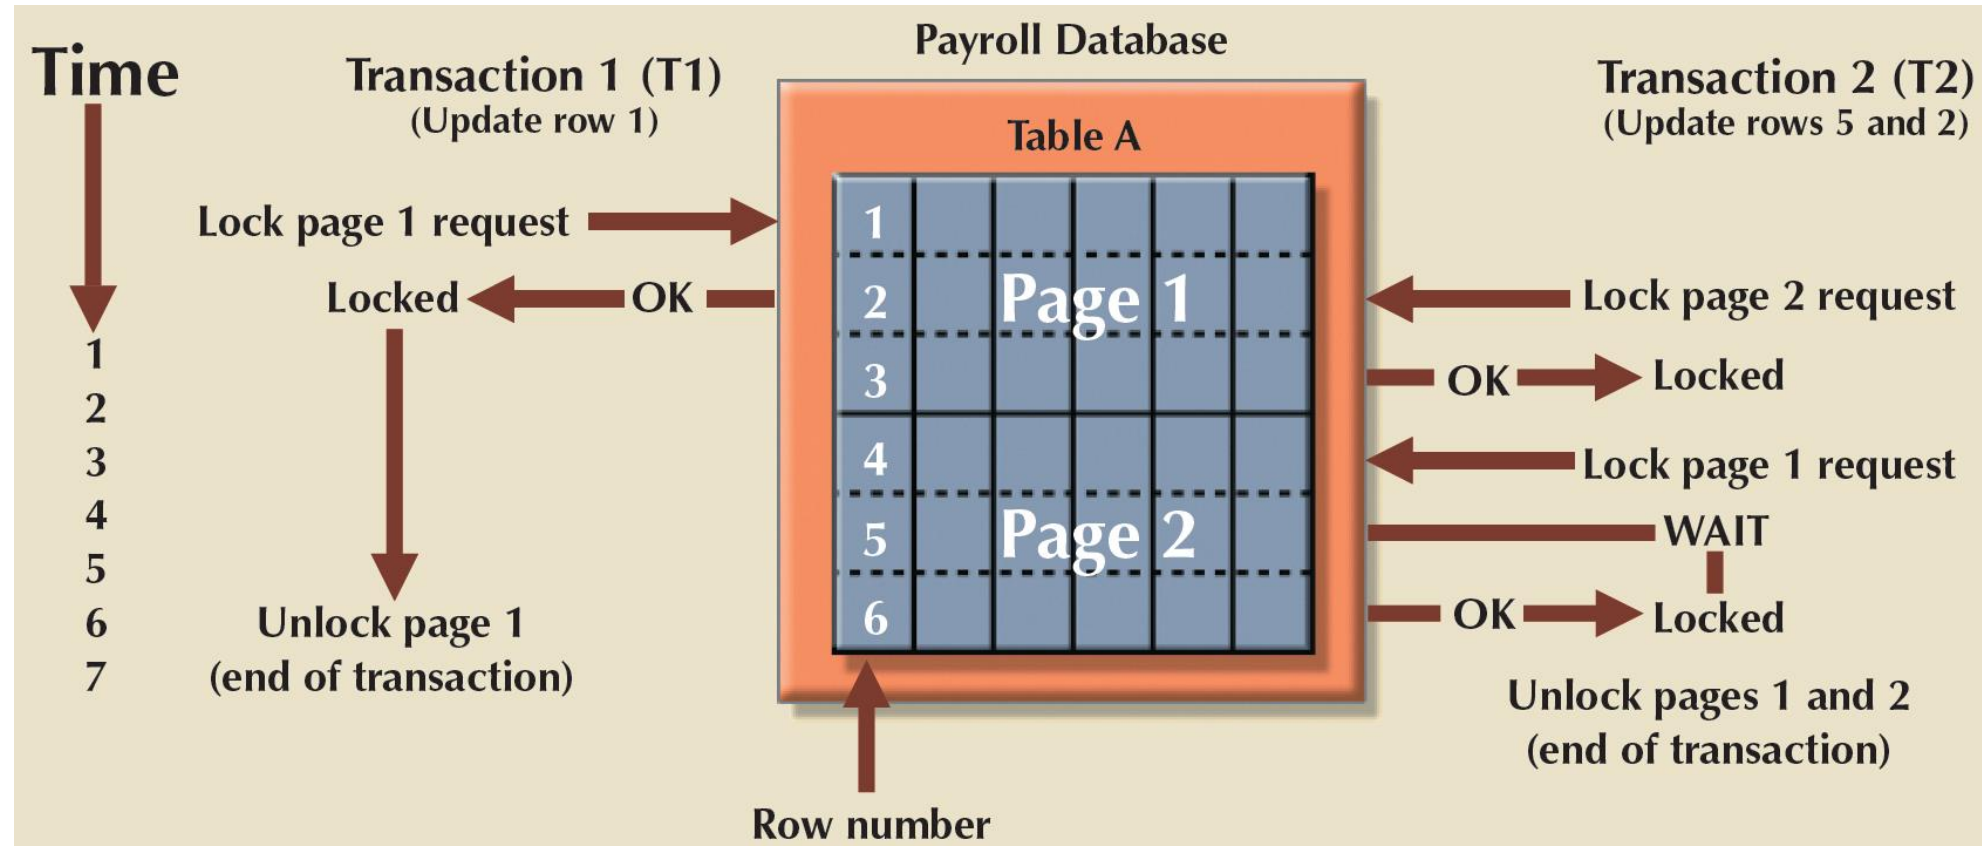 Payroll Database
Time
Transaction 1 (T1)
(Update row 1)
Transaction 2 (T2)
(Update rows 5 and 2)
Table A
Lock page 1 request
Locked
OK
Lock page 2 request
OK
Locked
Lock page 1 request
WAIT
OK
Locked
1
2
3
4
5
6
Page 1
Page 2
1
2
3
4
5
6
7
Unlock page 1
(end of transaction)
Unlock pages 1 and 2
(end of transaction)
Row number